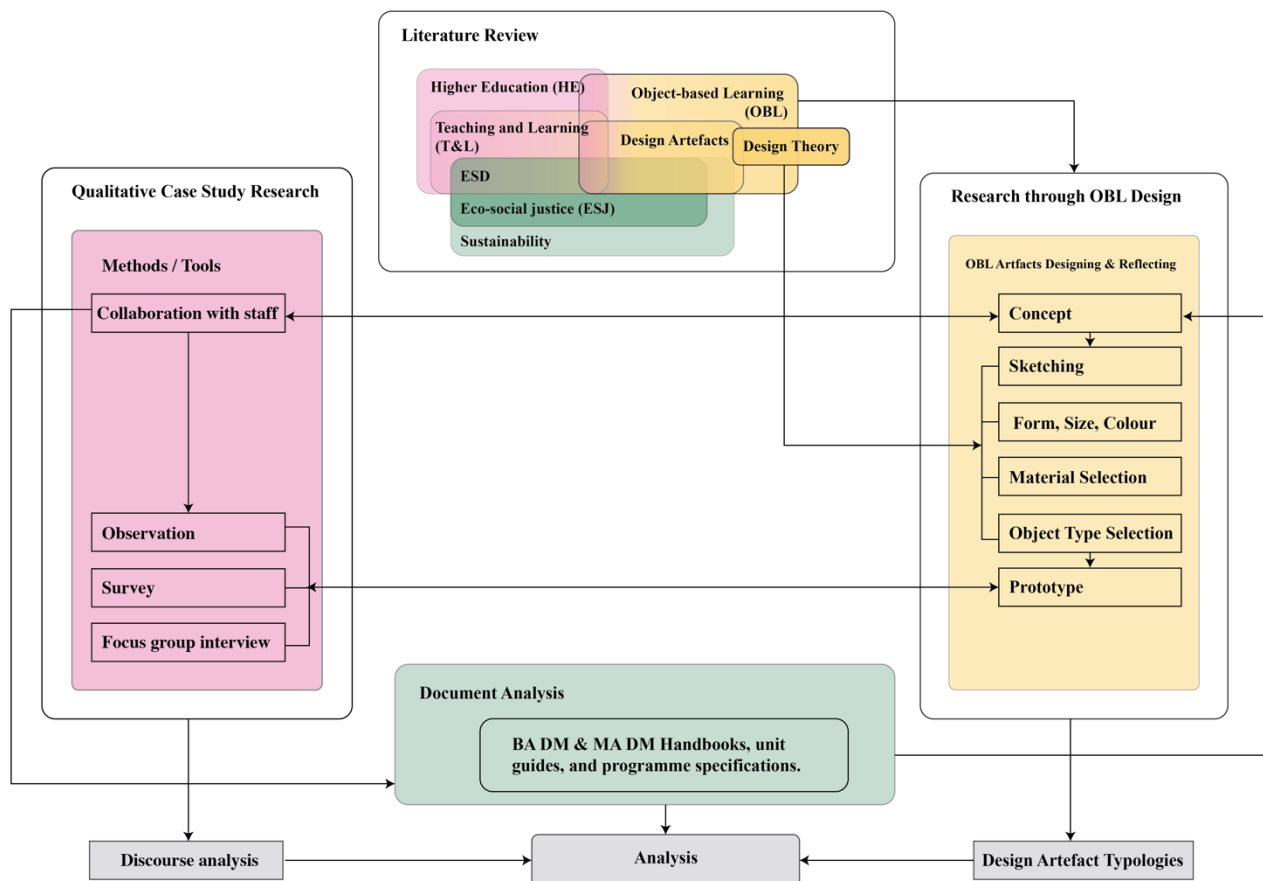 Literature Review
Higher Education (HE)
Object-based Learning
(OBL)
Teaching and Learning
(T&L)
Design Artefacts
Design Theory
ESD
Eco-social justice (ESJ)
Sustainability
Qualitative Case Study Research
Methods / Tools
Collaboration with staff
Observation
Survey
Focus group interview
Research through OBL Design
OBL Artfacts Designing & Reflecting
Concept
Sketching
Form, Size, Colour
Material Selection
Object Type Selection
Prototype
Document Analysis
BA DM & MA DM Handbooks, unit
guides, and programme specifications.
Discourse analysis
Analysis
Design Artefact Typologies